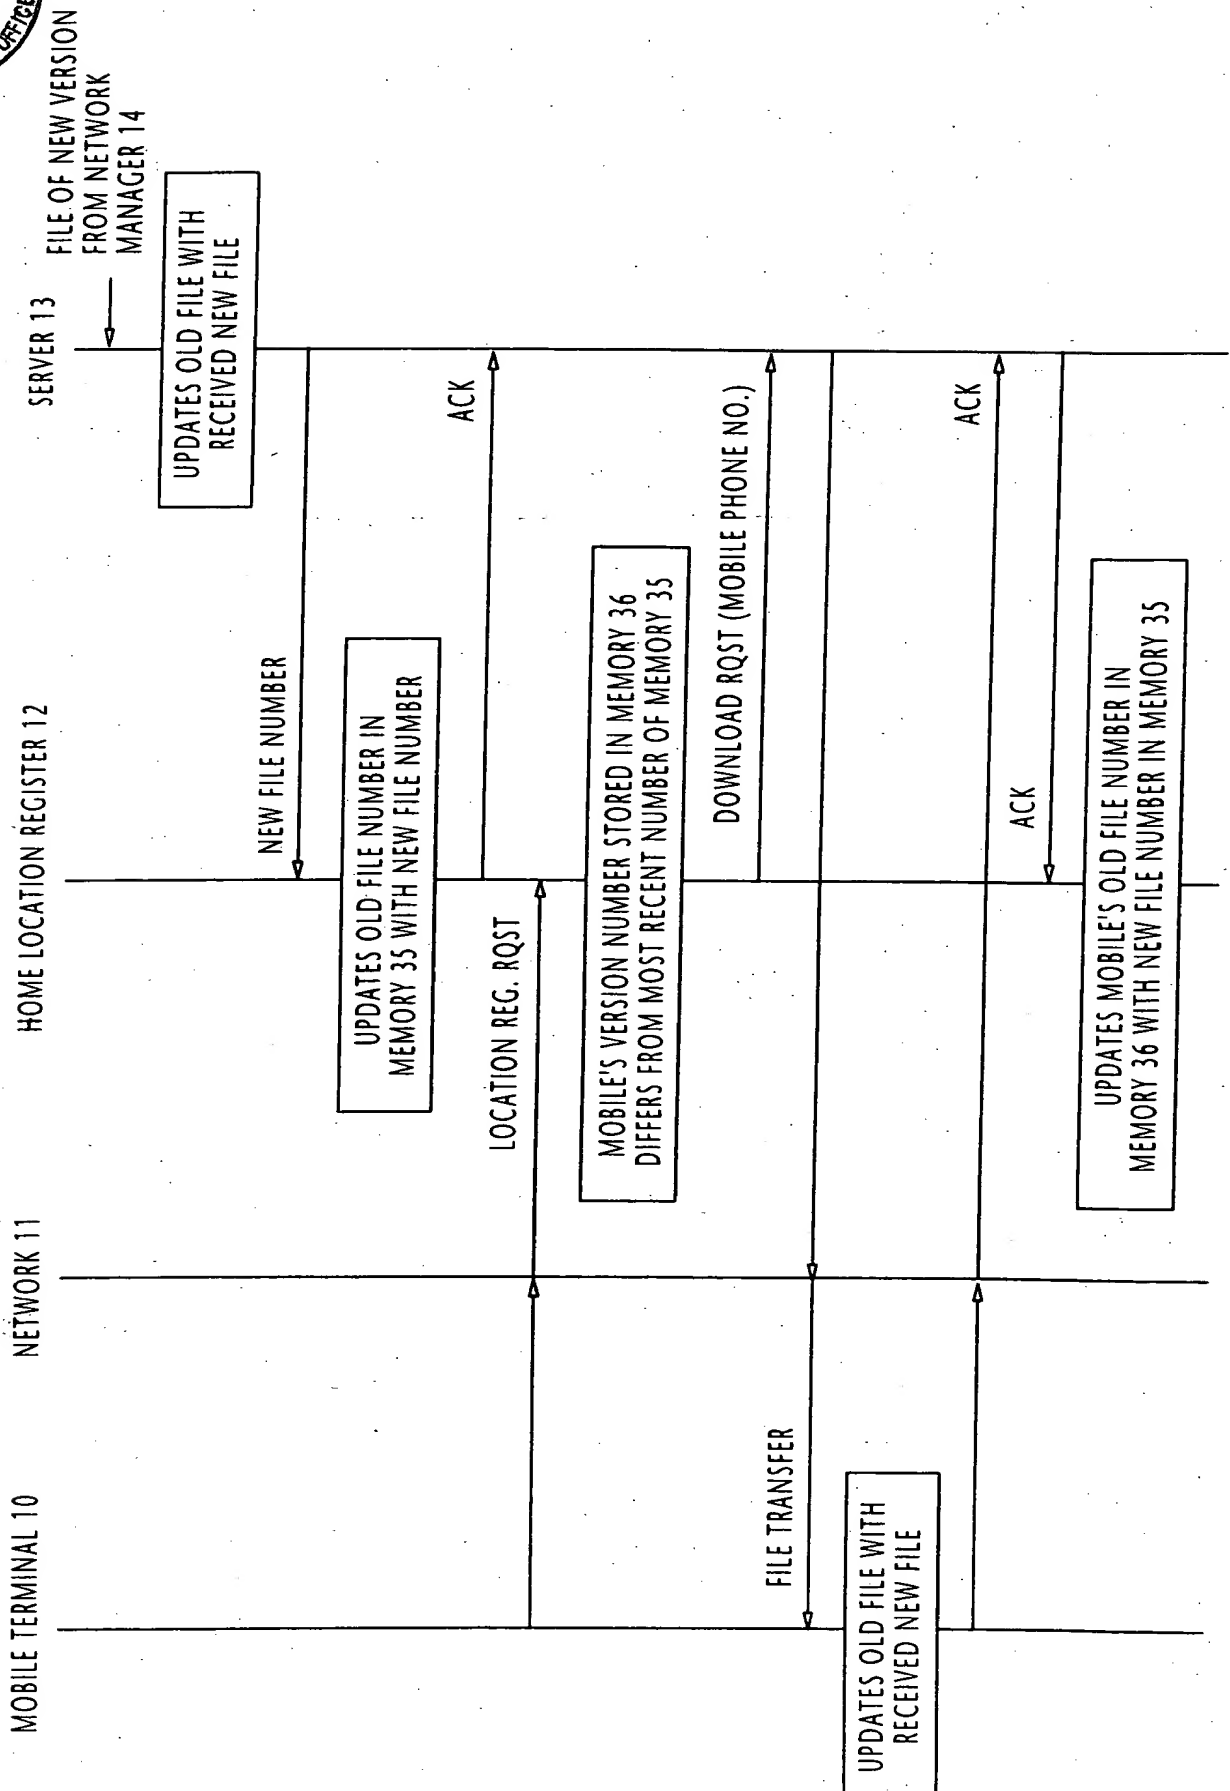 OFFICE
MOBILE TERMINAL 10
NETWORK 11
HOME LOCATION REGISTER 12
SERVER 13
FILE OF NEW VERSION
FROM NETWORK
MANAGER 14
UPDATES OLD FILE WITH
RECEIVED NEW FILE
NEW FILE NUMBER
UPDATES OLD FILE NUMBER IN
MEMORY 35 WITH NEW FILE NUMBER
ACK
LOCATION REG. RQST
MOBILE'S VERSION NUMBER STORED IN MEMORY 36
DIFFERS FROM MOST RECENT NUMBER OF MEMORY 35
DOWNLOAD RQST (MOBILE PHONE NO.)
FILE TRANSFER
UPDATES OLD FILE WITH
RECEIVED NEW FILE
ACK
ACK
UPDATES MOBILE'S OLD FILE NUMBER IN
MEMORY 36 WITH NEW FILE NUMBER IN MEMORY 35